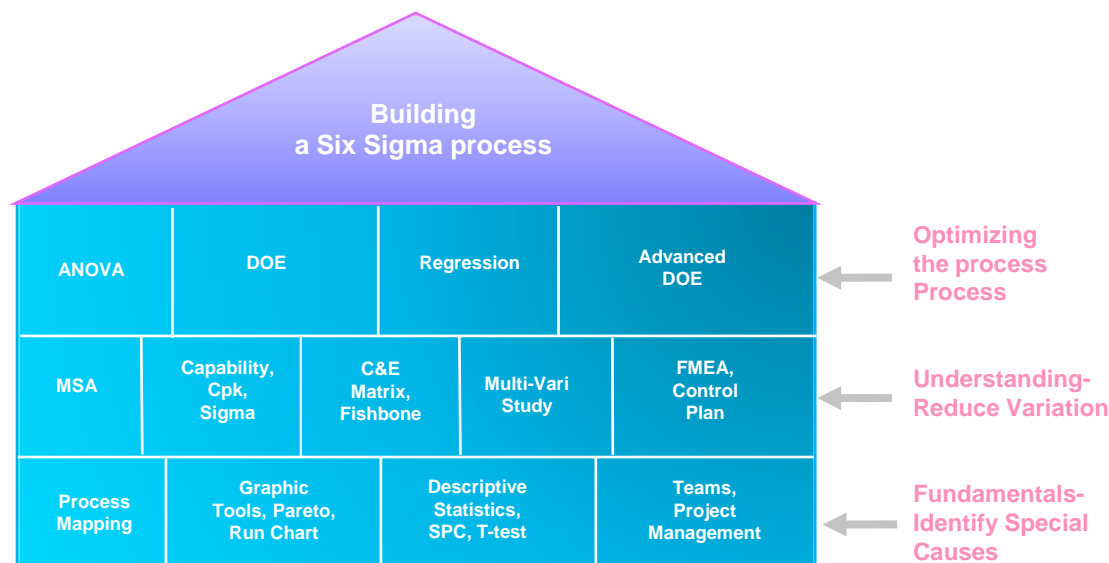 Building
a Six Sigma process
ANOVA
DOE
Regression
Advanced
DOE
Optimizing
the process
Process
MSA
Capability,
Cpk,
Sigma
C&E
Matrix,
Fishbone
Multi-Vari
Study
FMEA,
Control
Plan
Understanding-
Reduce Variation
Process
Mapping
Graphic
Tools, Pareto,
Run Chart
Descriptive
Statistics,
SPC, T-test
Teams,
Project
Management
Fundamentals-
Identify Special
Causes